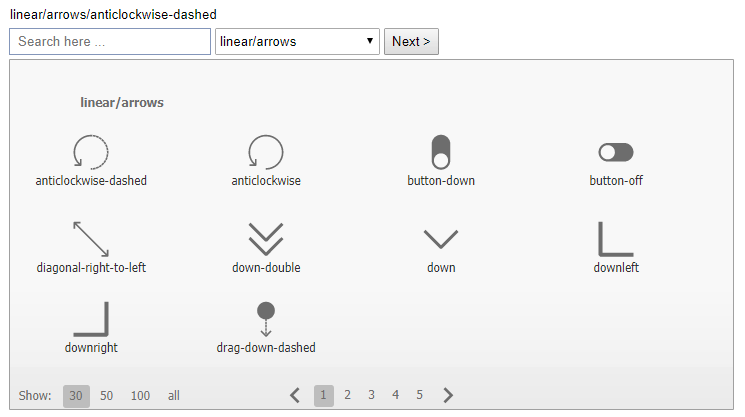 linear/arrows/anticlockwise-dashed
Search here ... linear/arrows Next >
linear/arrows
anticlockwise-dashed anticlockwise button-down button-off
diagonal-right-to-left down-double down downleft
downright drag-down-dashed
Show: 30 50 100 all 1 2 3 4 5